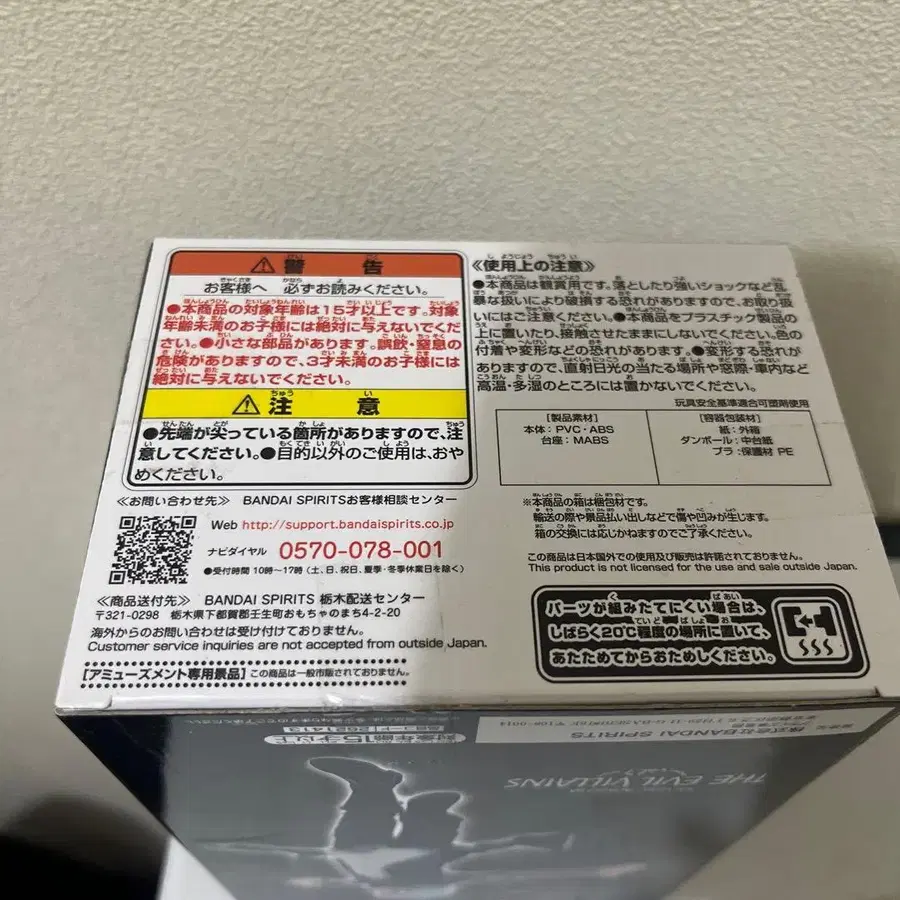 ⚠警告
お客様へ 必ずお読みください。
●本商品の対象年齢は15才以上です。対象
年齢未満のお子様には絶対に与えないでくだ
さい。●小さな部品があります。誤飲・窒息の
危険がありますので、3才未満のお子様には
絶対に与えないでください。
⚠注意
●先端が尖っている箇所がありますので、注
意してください。●目的以外のご使用は、おや
めください。
《お問い合わせ先》 BANDAI SPIRITSお客様相談センター
Web http://support.bandaispirits.co.jp
ナビダイヤル 0570-078-001
●受付時間 10時〜17時 (土、日、祝日、夏季・冬季休業日を除く)
《商品送付先》 BANDAI SPIRITS 栃木配送センター
〒321-0298 栃木県下都賀郡壬生町おもちゃのまち4-2-20
海外からのお問い合わせは受け付けておりません。
Customer service inquiries are not accepted from outside Japan.
[アミューズメント専用景品] この商品は一般市販されておりません。
《使用上の注意》
●本商品は観賞用です。落としたり強いショックなど乱
暴な扱いにより破損する恐れがありますので、お取り扱
いにはご注意ください。●本商品をプラスチック製品の
上に置いたり、接触させたままにしないでください。色の
付着や変形などの恐れがあります。●変形する恐れが
ありますので、直射日光の当たる場所や窓際・車内など
高温・多湿のところには置かないでください。
玩具安全基準適合可塑剤使用
[製品素材]
本体:PVC・ABS
台座:MABS
[容器包装材]
紙:外箱
ダンボール:中台紙
プラ:保護材 PE
※本商品の箱は梱包材です。
輸送の際や景品払い出しなどで傷や凹みが生じます。
箱の交換には応じかねますのでご了承ください。
この商品は日本国外での使用及び販売は許諾されておりません。
This product is not licensed for the use and sale outside Japan.
パーツが組みたてにくい場合は、
しばらく20℃程度の場所に置いて、
あたためてからおためしください。
対象年齢15才以上
株式会社BANDAI SPIRITS
THE EVIL VILLAINS